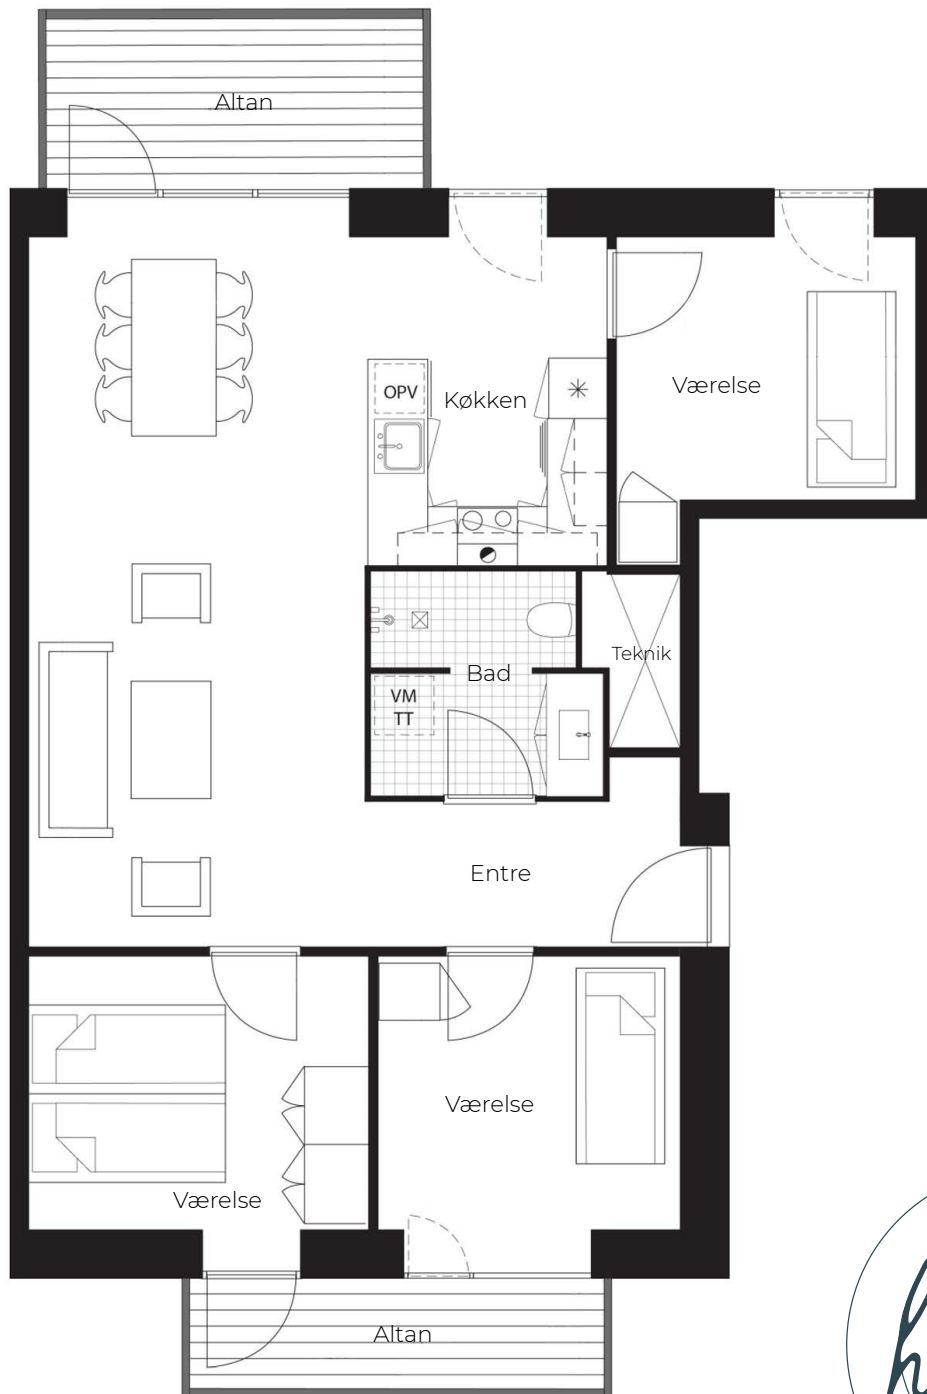 Altan
Værelse
OPV
Køkken
Teknik
Bad
VM
TT
Entre
Værelse
Værelse
Altan